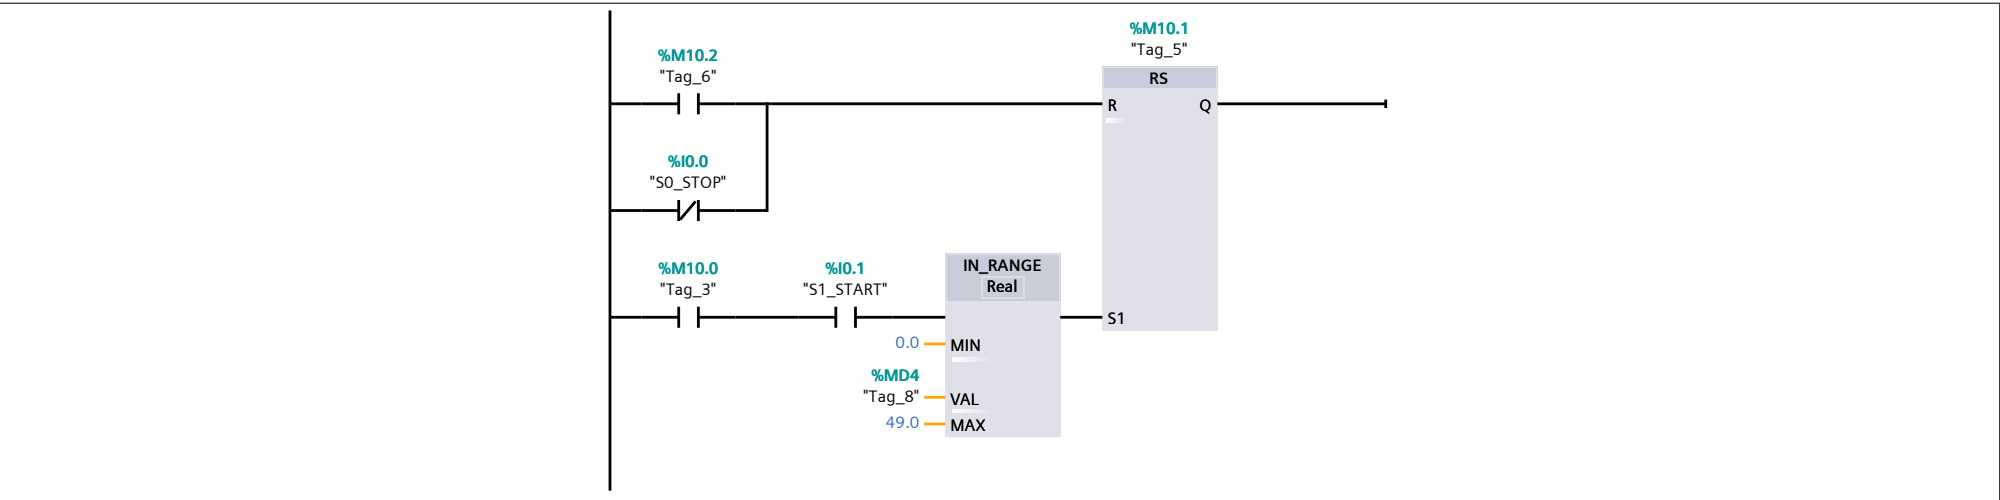 %M10.1
"Tag_5"
%M10.2
"Tag_6"
RS
R
Q
%I0.0
"S0_STOP"
%M10.0
"Tag_3"
%I0.1
"S1_START"
IN_RANGE
Real
S1
0.0
MIN
%MD4
"Tag_8"
VAL
49.0
MAX